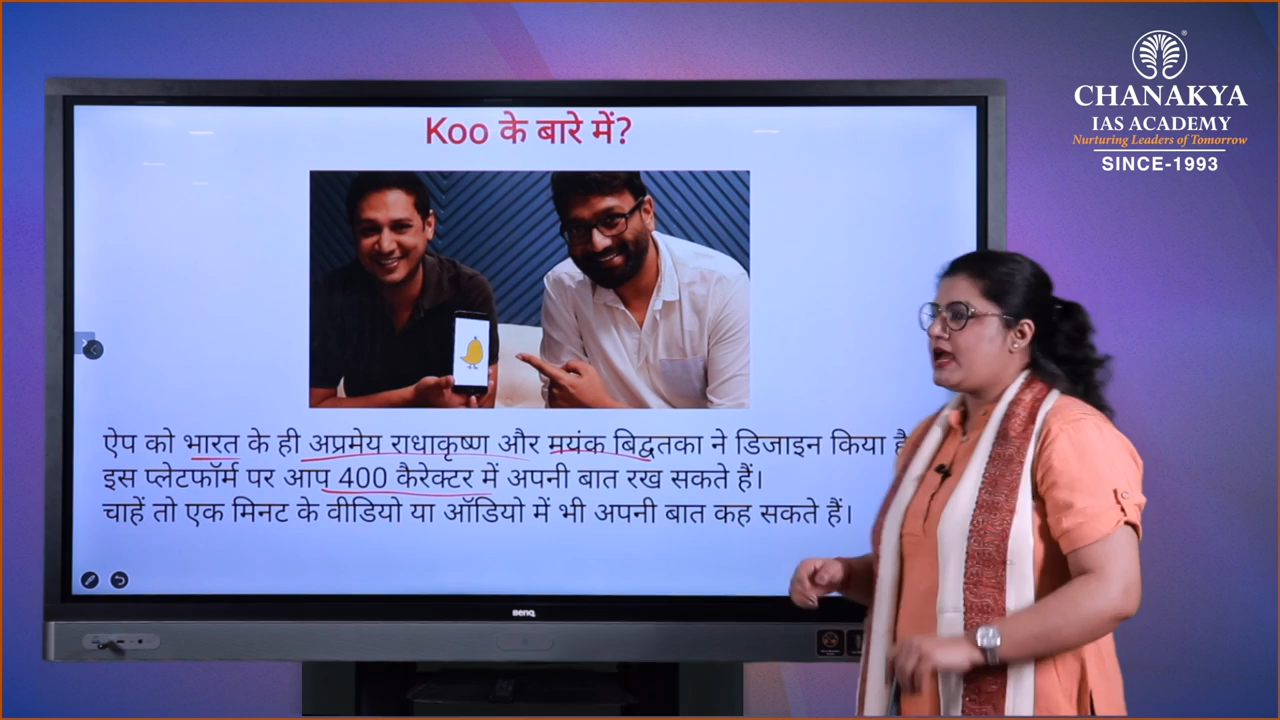 Koo के बारे में?
ऐप को भारत के ही अप्रमेय राधाकृष्ण और मयंक बिद्वतका ने डिजाइन किया है
इस प्लेटफॉर्म पर आप 400 कैरेक्टर में अपनी बात रख सकते हैं।
चाहें तो एक मिनट के वीडियो या ऑडियो में भी अपनी बात कह सकते हैं।
BenQ
CHANAKYA
IAS ACADEMY
Nurturing Leaders of Tomorrow
SINCE-1993